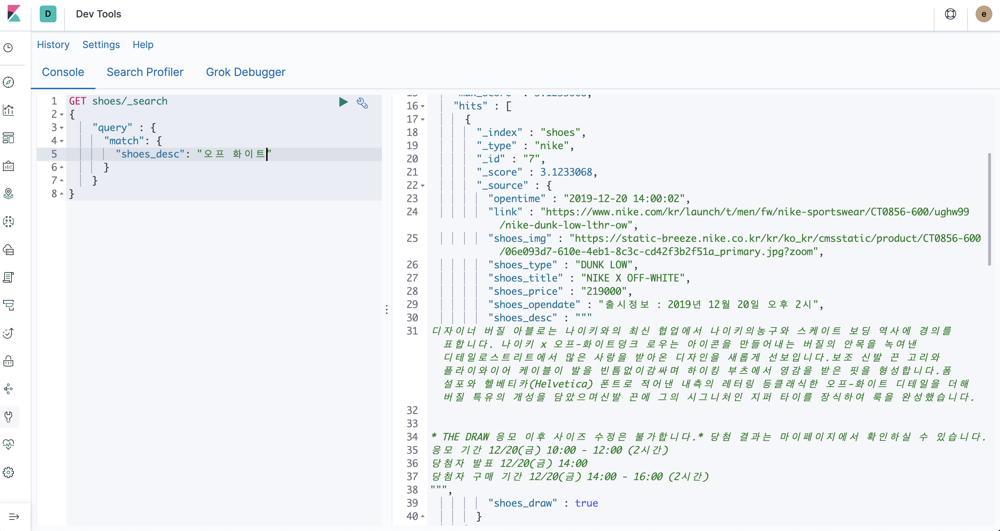 D
Dev Tools
e
History Settings Help
Console Search Profiler Grok Debugger
1 GET shoes/_search
2 {
3 "query" : {
4 "match": {
5 "shoes_desc": "오프 화이트"
6 }
7 }
8 }
15 "max_score" : 3.1233068,
16 "hits" : [
17 {
18 "_index" : "shoes",
19 "_type" : "nike",
20 "_id" : "7",
21 "_score" : 3.1233068,
22 "_source" : {
23 "opentime" : "2019-12-20 14:00:02",
24 "link" : "https://www.nike.com/kr/launch/t/men/fw/nike-sportswear/CT0856-600/ughw99
/nike-dunk-low-lthr-ow",
25 "shoes_img" : "https://static-breeze.nike.co.kr/kr/ko_kr/cmsstatic/product/CT0856-600
/06e093d7-610e-4eb1-8c3c-cd42f3b2f51a_primary.jpg?zoom",
26 "shoes_type" : "DUNK LOW",
27 "shoes_title" : "NIKE X OFF-WHITE",
28 "shoes_price" : "219000",
29 "shoes_opendate" : "출시정보 : 2019년 12월 20일 오후 2시",
30 "shoes_desc" : """
31 디자이너 버질 아블로는 나이키와의 최신 협업에서 나이키의농구와 스케이트 보딩 역사에 경의를
표합니다. 나이키 x 오프-화이트덩크 로우는 아이콘을 만들어내는 버질의 안목을 녹여낸
디테일로스트리트에서 많은 사랑을 받아온 디자인을 새롭게 선보입니다.보조 신발 끈 고리와
플라이와이어 케이블이 발을 빈틈없이감싸며 하이킹 부츠에서 영감을 받은 핏을 형성합니다.폼
설포와 헬베티카(Helvetica) 폰트로 적어낸 내측의 레터링 등클래식한 오프-화이트 디테일을 더해
버질 특유의 개성을 담았으며신발 끈에 그의 시그니처인 지퍼 타이를 장식하여 룩을 완성했습니다.
32
33
34 * THE DRAW 응모 이후 사이즈 수정은 불가합니다.* 당첨 결과는 마이페이지에서 확인하실 수 있습니다.
35 응모 기간 12/20(금) 10:00 - 12:00 (2시간)
36 당첨자 발표 12/20(금) 14:00
37 당첨자 구매 기간 12/20(금) 14:00 - 16:00 (2시간)
38 """,
39 "shoes_draw" : true
40 }